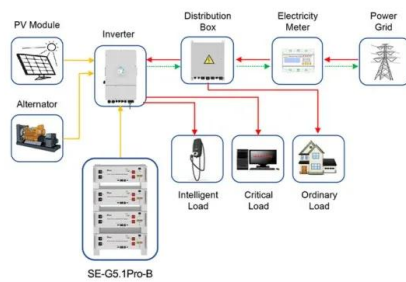 PV Module
Inverter
Distribution
Box
Electricity
Meter
Power
Grid
Alternator
Intelligent
Load
Critical
Load
Ordinary
Load
SE-G5.1Pro-B